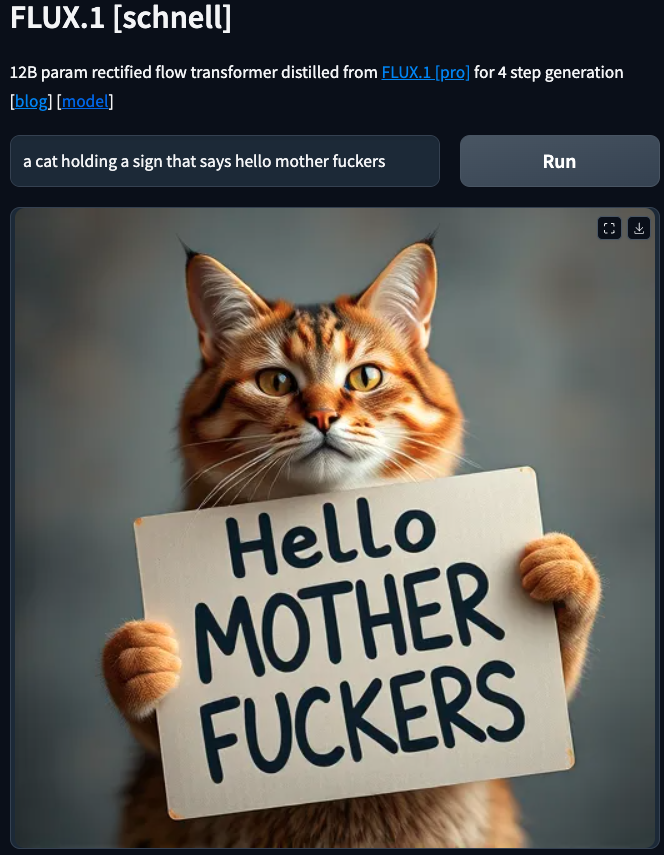 FLUX.1 [schnell]
12B param rectified flow transformer distilled from FLUX.1 [pro] for 4 step generation
[blog] [model]
a cat holding a sign that says hello mother fuckers
Run
Hello
MOTHER
FUCKERS